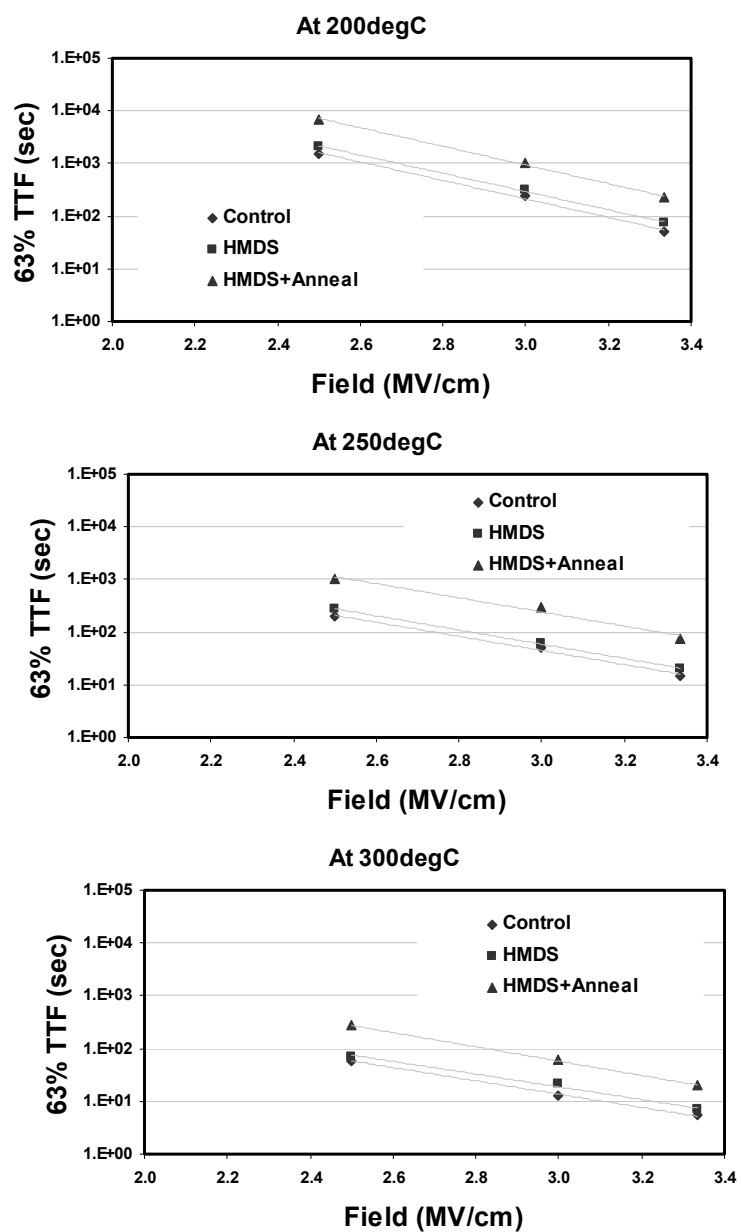 At 200degC
1.E+05
1.E+04
1.E+03
1.E+02
1.E+01
1.E+00
63% TTF (sec)
Control
HMDS
HMDS+Anneal
2.0 2.2 2.4 2.6 2.8 3.0 3.2 3.4
Field (MV/cm)
At 250degC
1.E+05
1.E+04
1.E+03
1.E+02
1.E+01
1.E+00
63% TTF (sec)
Control
HMDS
HMDS+Anneal
2.0 2.2 2.4 2.6 2.8 3.0 3.2 3.4
Field (MV/cm)
At 300degC
1.E+05
1.E+04
1.E+03
1.E+02
1.E+01
1.E+00
63% TTF (sec)
Control
HMDS
HMDS+Anneal
2.0 2.2 2.4 2.6 2.8 3.0 3.2 3.4
Field (MV/cm)